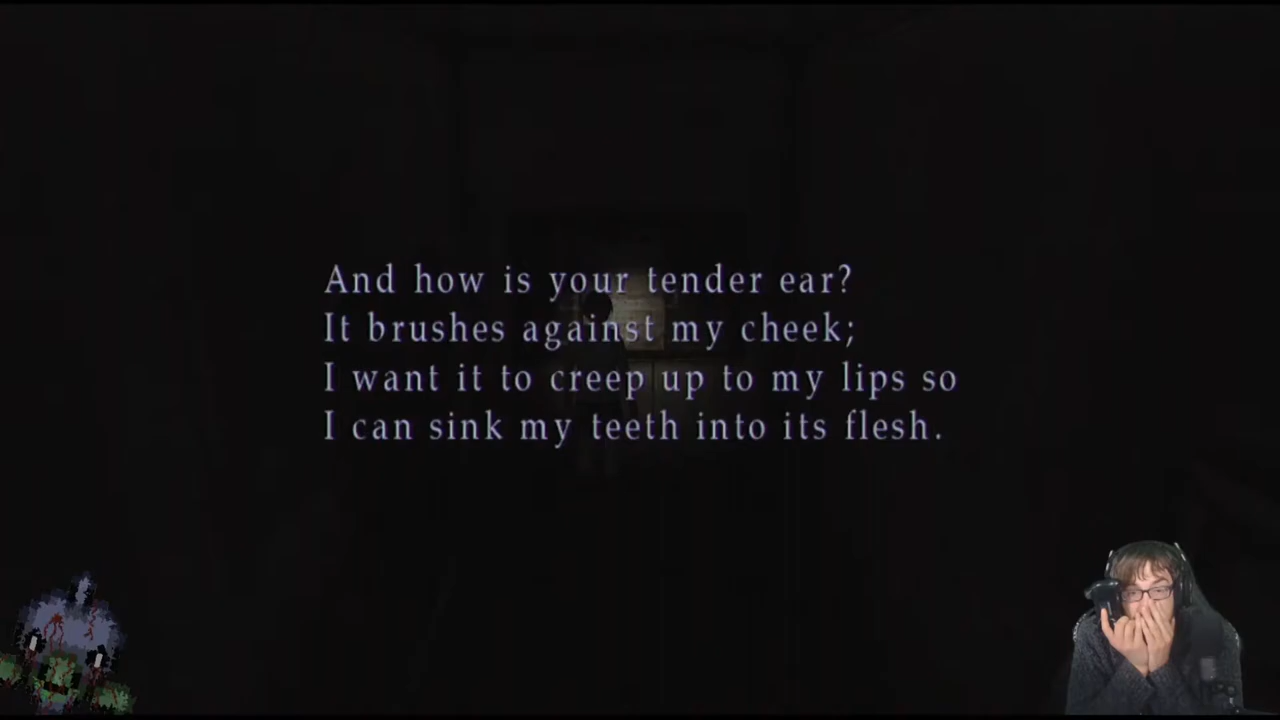 And how is your tender ear?
It brushes against my cheek;
I want it to creep up to my lips so
I can sink my teeth into its flesh.